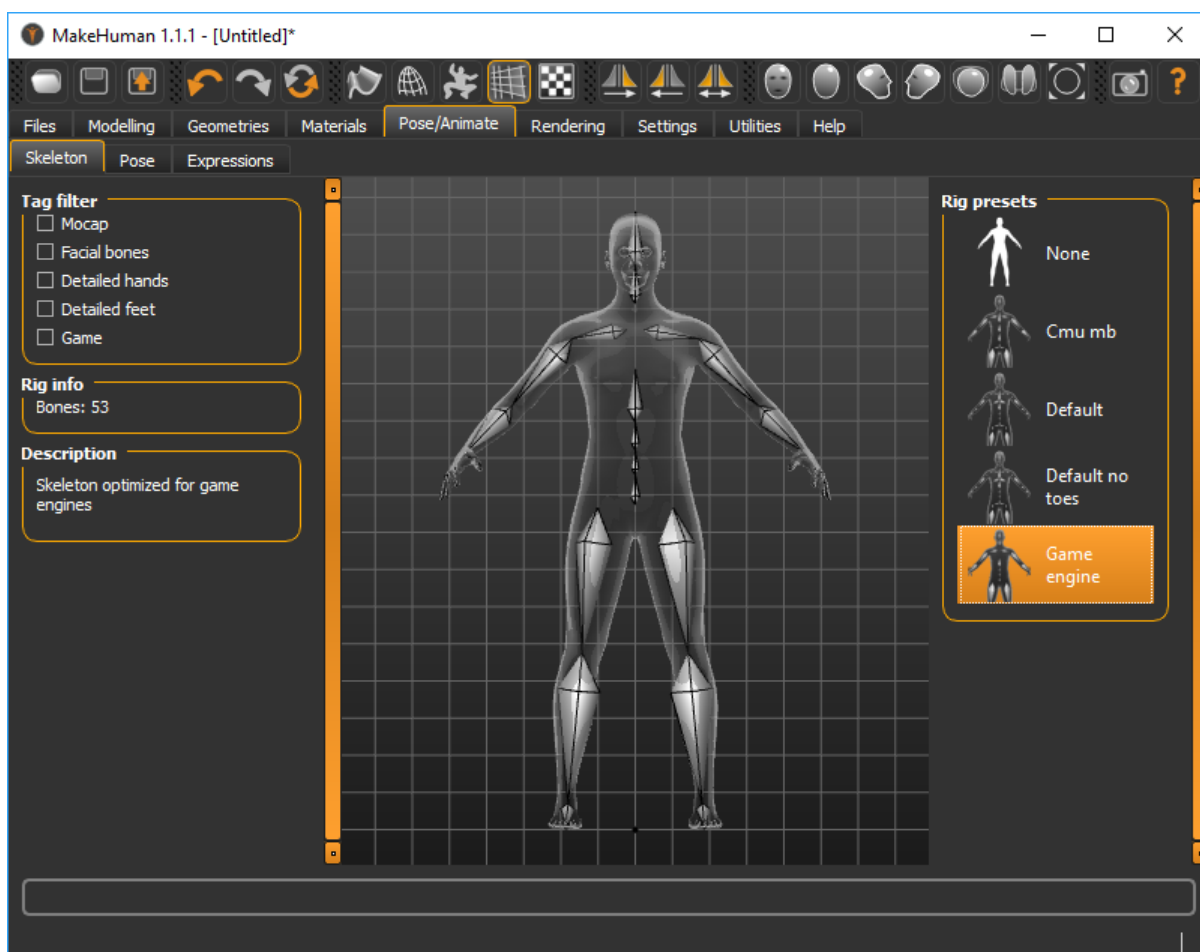 MakeHuman 1.1.1 - [Untitled]*
Files Modelling Geometries Materials Pose/Animate Rendering Settings Utilities Help
Skeleton Pose Expressions
Tag filter
Mocap
Facial bones
Detailed hands
Detailed feet
Game
Rig info
Bones: 53
Description
Skeleton optimized for game
engines
Rig presets
None
Cmu mb
Default
Default no
toes
Game
engine